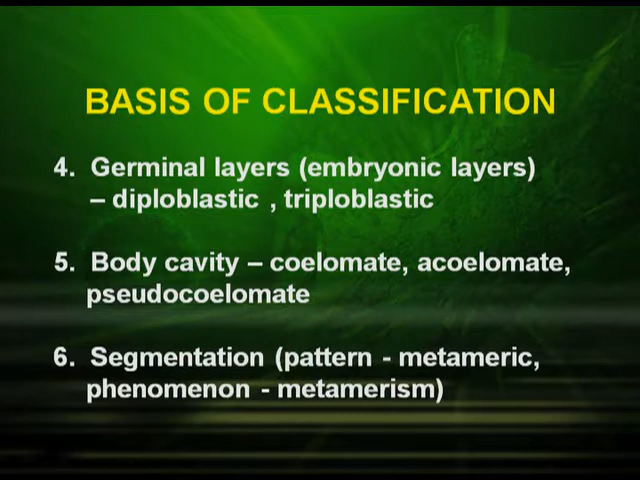 BASIS OF CLASSIFICATION
4. Germinal layers (embryonic layers)
– diploblastic , triploblastic
5. Body cavity – coelomate, acoelomate,
pseudocoelomate
6. Segmentation (pattern - metameric,
phenomenon - metamerism)